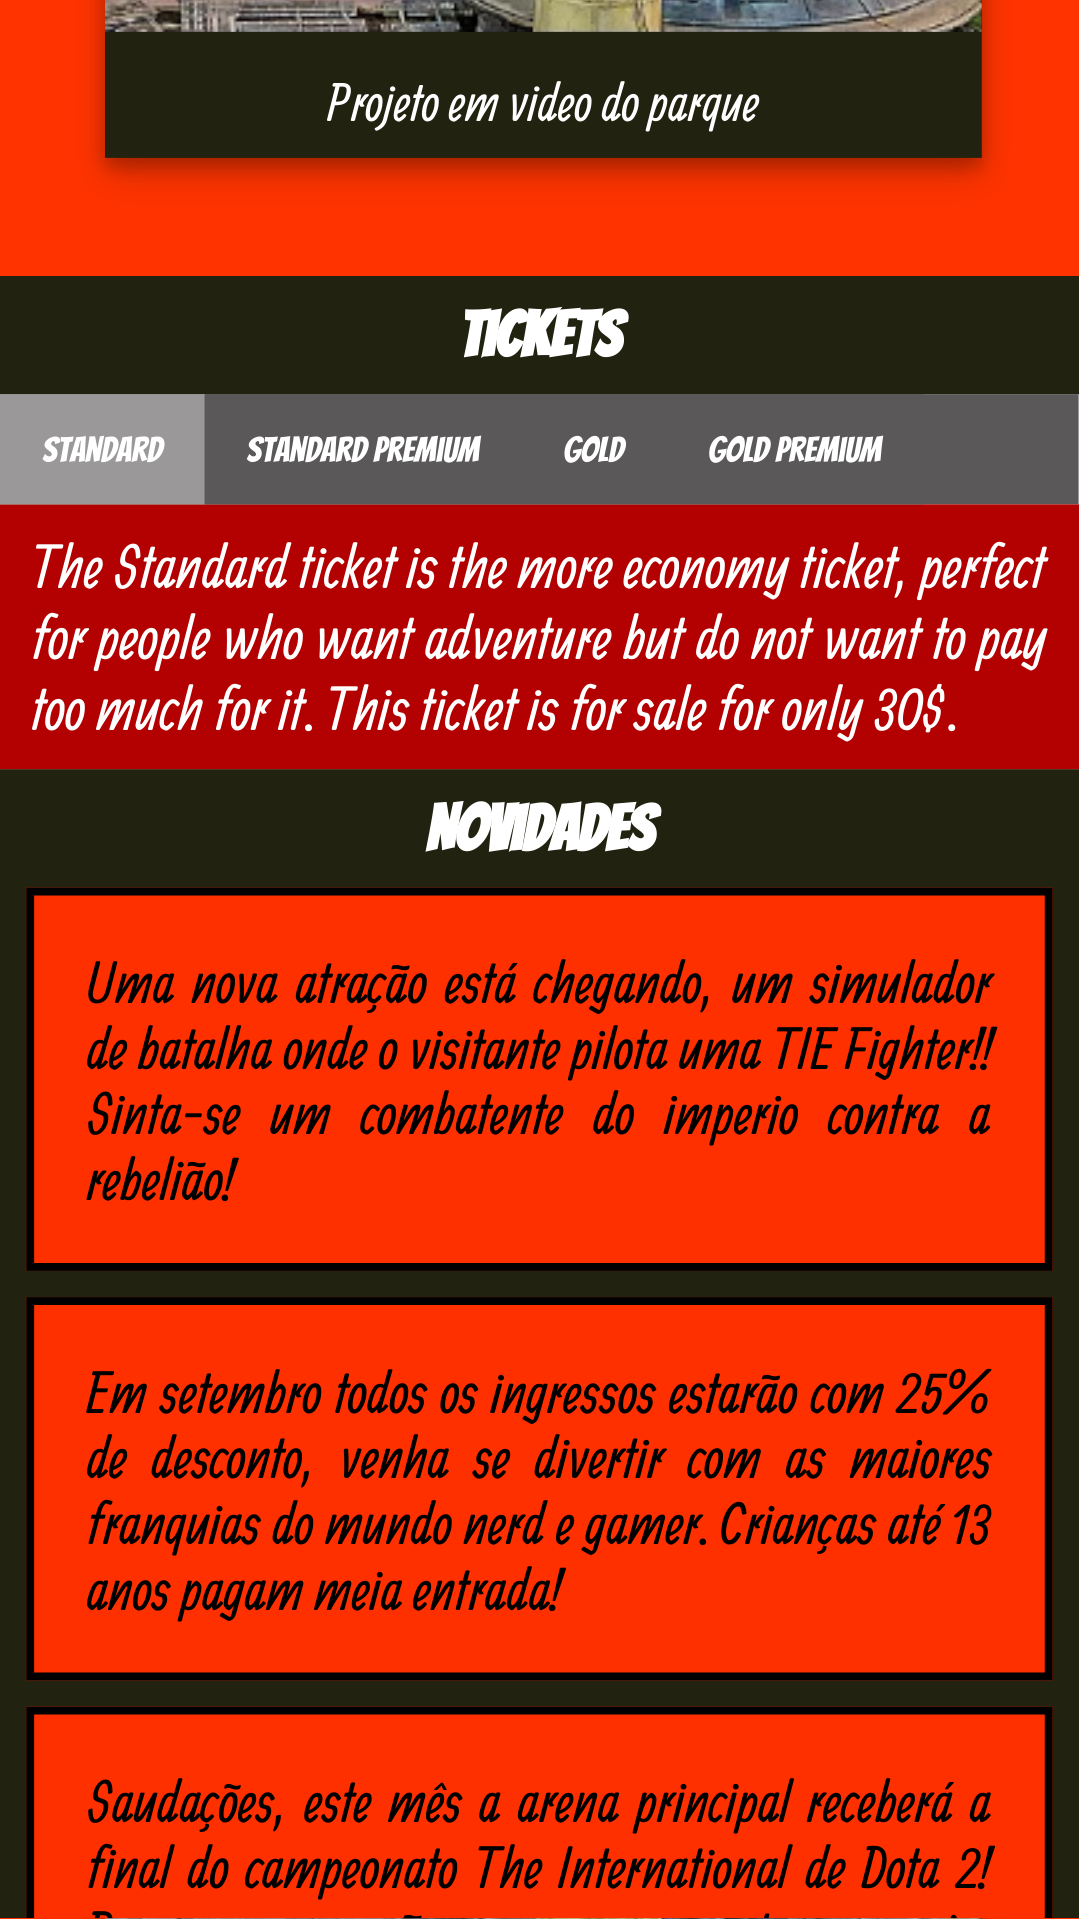 Projeto em video do parque
TICKETS
STANDARD STANDARD PREMIUM GOLD GOLD PREMIUM
The Standard ticket is the more economy ticket, perfect
for people who want adventure but do not want to pay
too much for it. This ticket is for sale for only 30$.
NOVIDADES
Uma nova atração está chegando, um simulador
de batalha onde o visitante pilota uma TIE Fighter!!
Sinta-se um combatente do imperio contra a
rebelião!
Em setembro todos os ingressos estarão com 25%
de desconto, venha se divertir com as maiores
franquias do mundo nerd e gamer. Crianças até 13
anos pagam meia entrada!
Saudações, este mês a arena principal receberá a
final do campeonato The International de Dota 2!